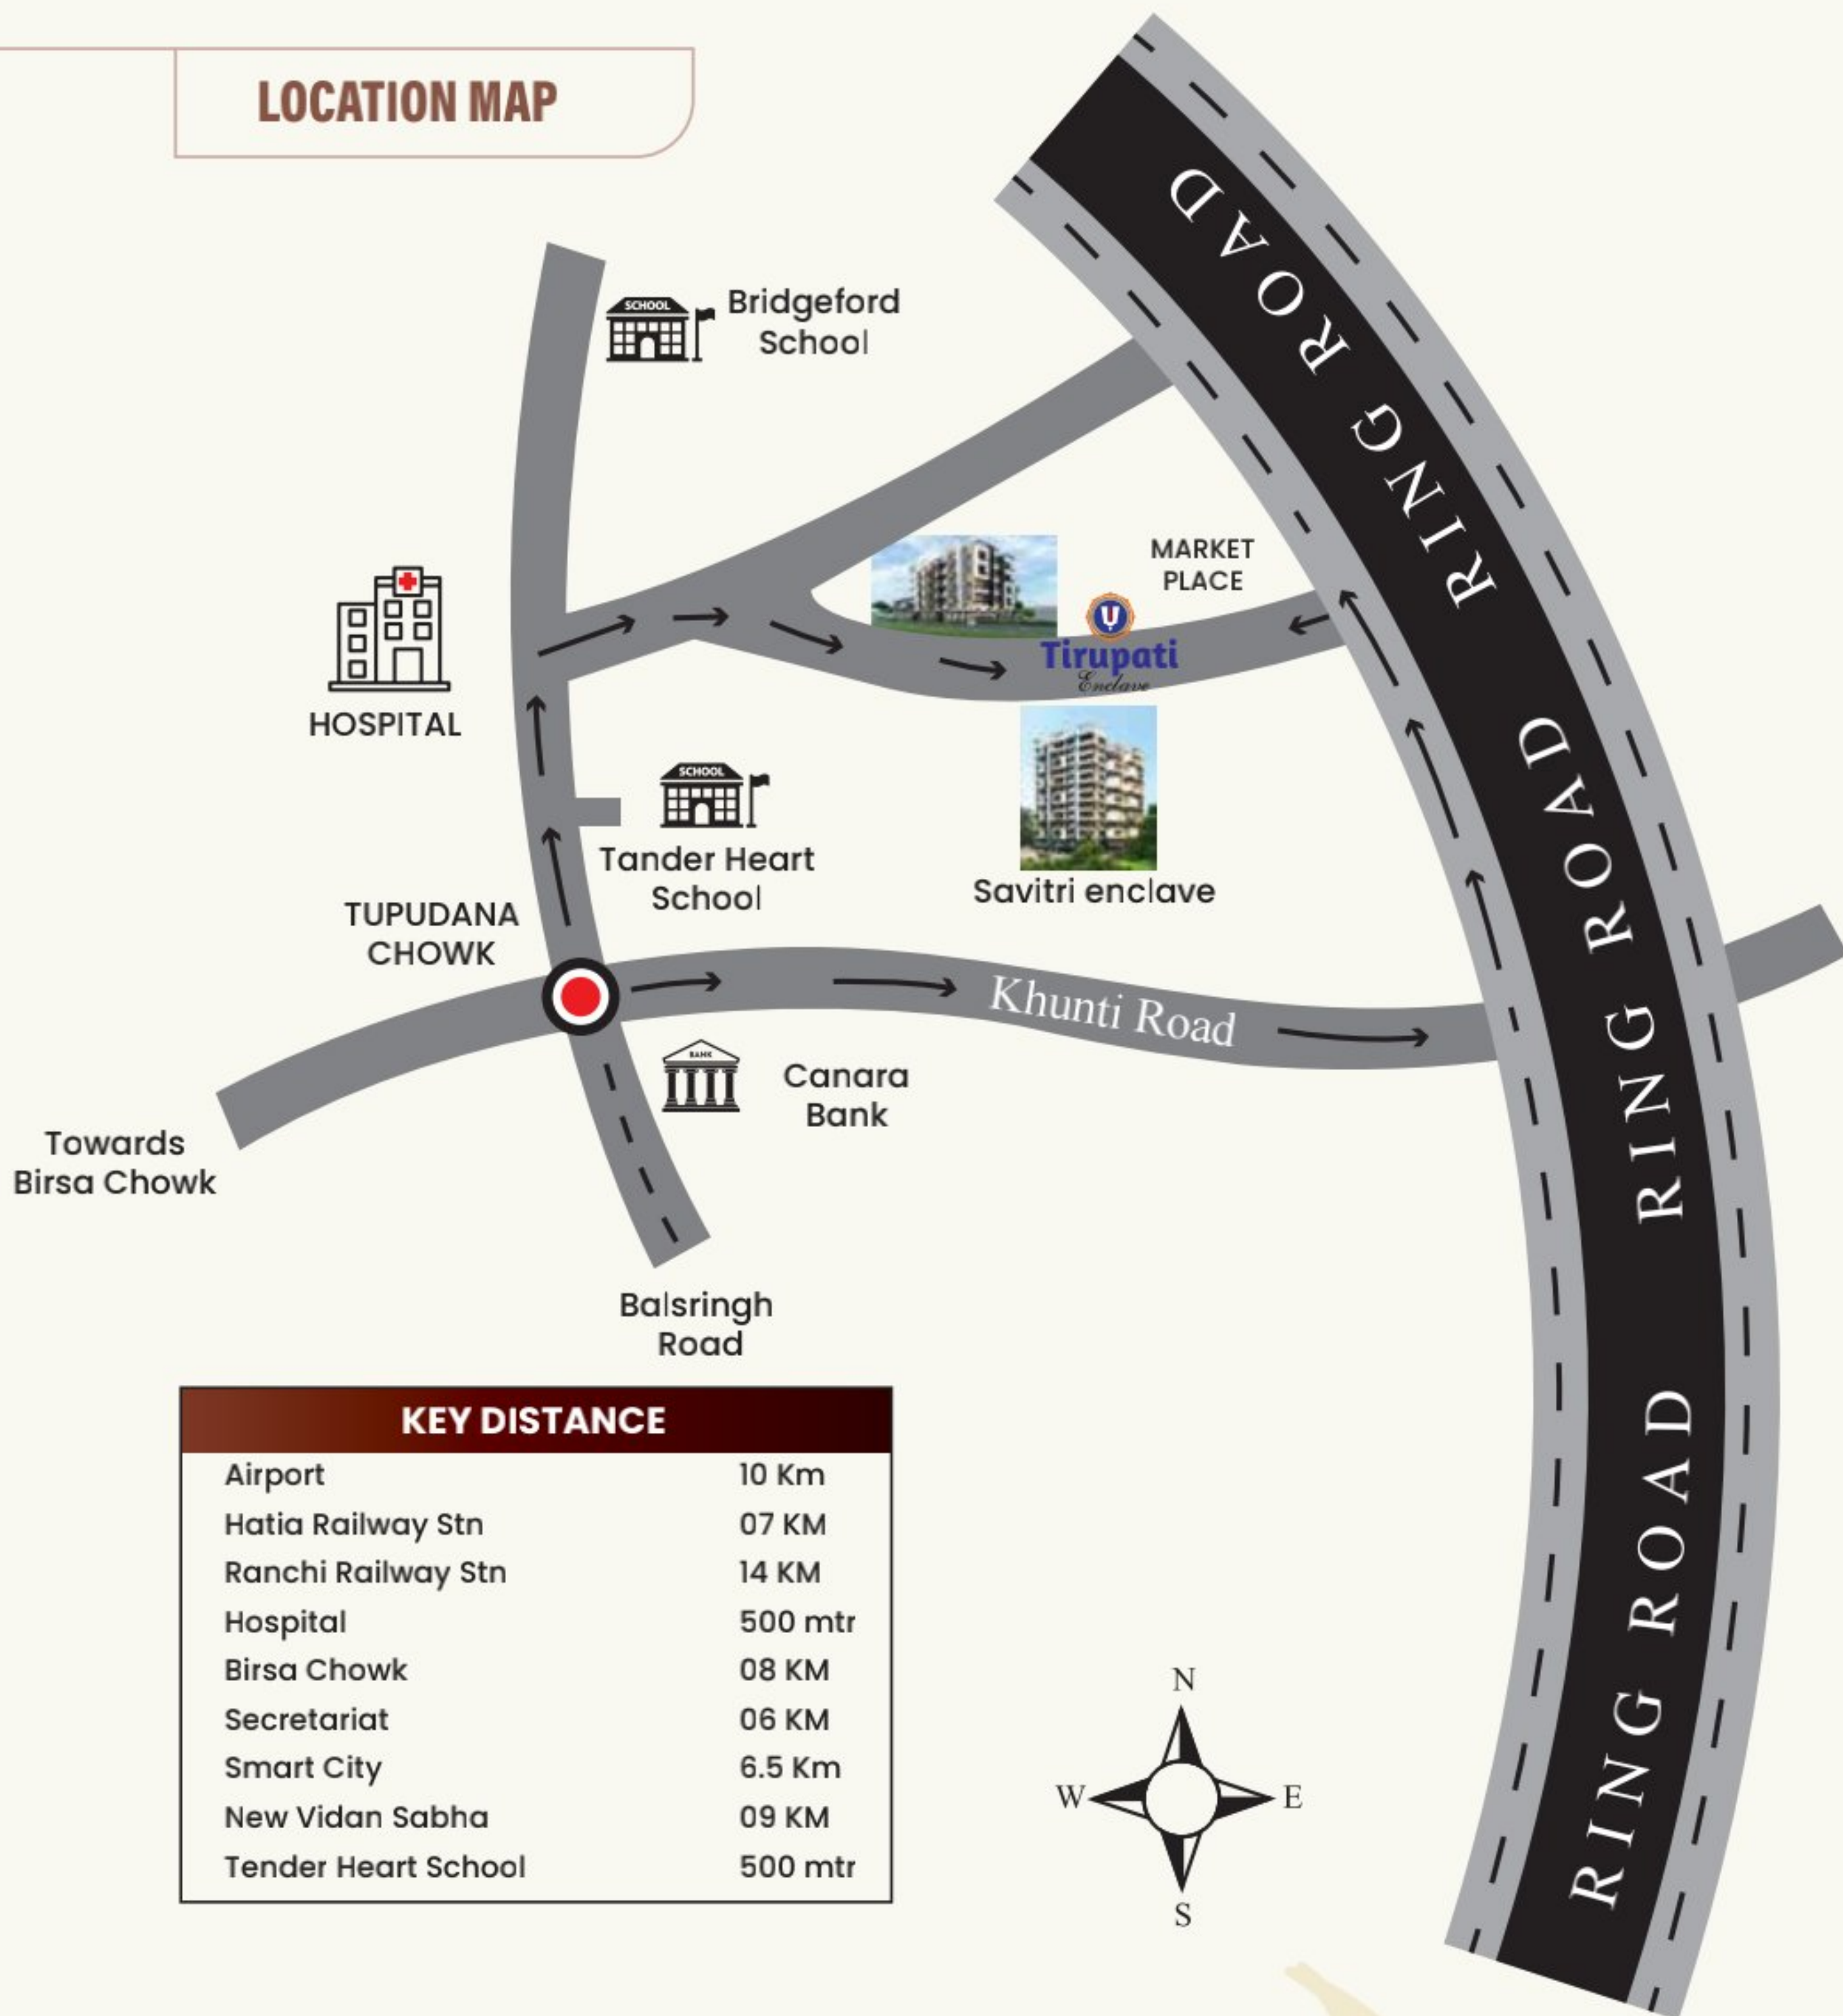 LOCATION MAP
SCHOOL
Bridgeford
School
RING ROAD
RING ROAD
RING ROAD
MARKET
PLACE
Tirupati
Enclave
HOSPITAL
SCHOOL
Tander Heart
School
Savitri enclave
TUPUDANA
CHOWK
Khunti Road
BANK
Canara
Bank
Towards
Birsa Chowk
Balsringh
Road
KEY DISTANCE
Airport 10 Km
Hatia Railway Stn 07 KM
Ranchi Railway Stn 14 KM
Hospital 500 mtr
Birsa Chowk 08 KM
Secretariat 06 KM
Smart City 6.5 Km
New Vidan Sabha 09 KM
Tender Heart School 500 mtr
N
W E
S